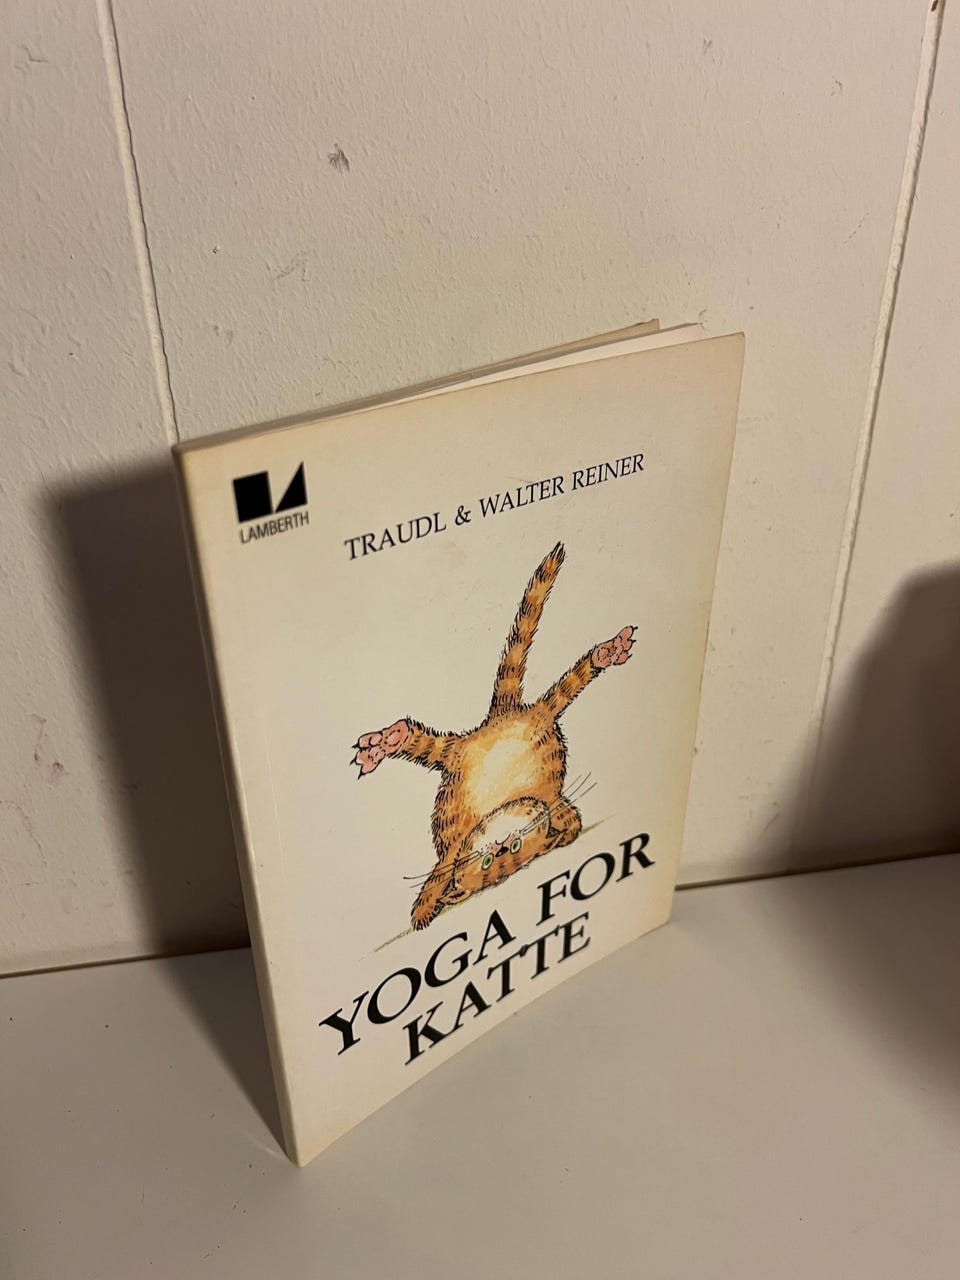 LAMBERTH
TRAUDL & WALTER REINER
YOGA FOR
KATTE